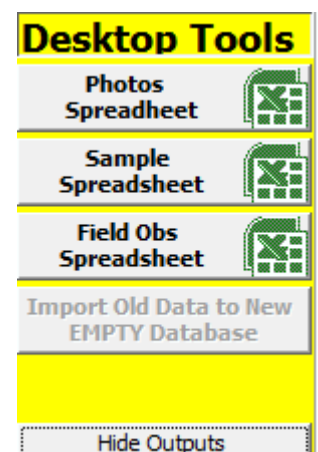 Desktop Tools
Photos
Spreadheet
Sample
Spreadsheet
Field Obs
Spreadsheet
Import Old Data to New
EMPTY Database
Hide Outputs